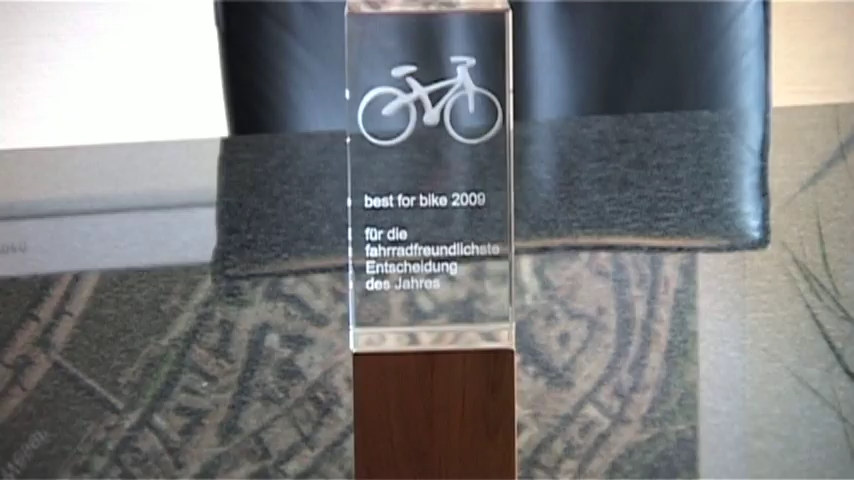 best for bike 2009
für die
fahrradfreundlichste
Entscheidung
des Jahres